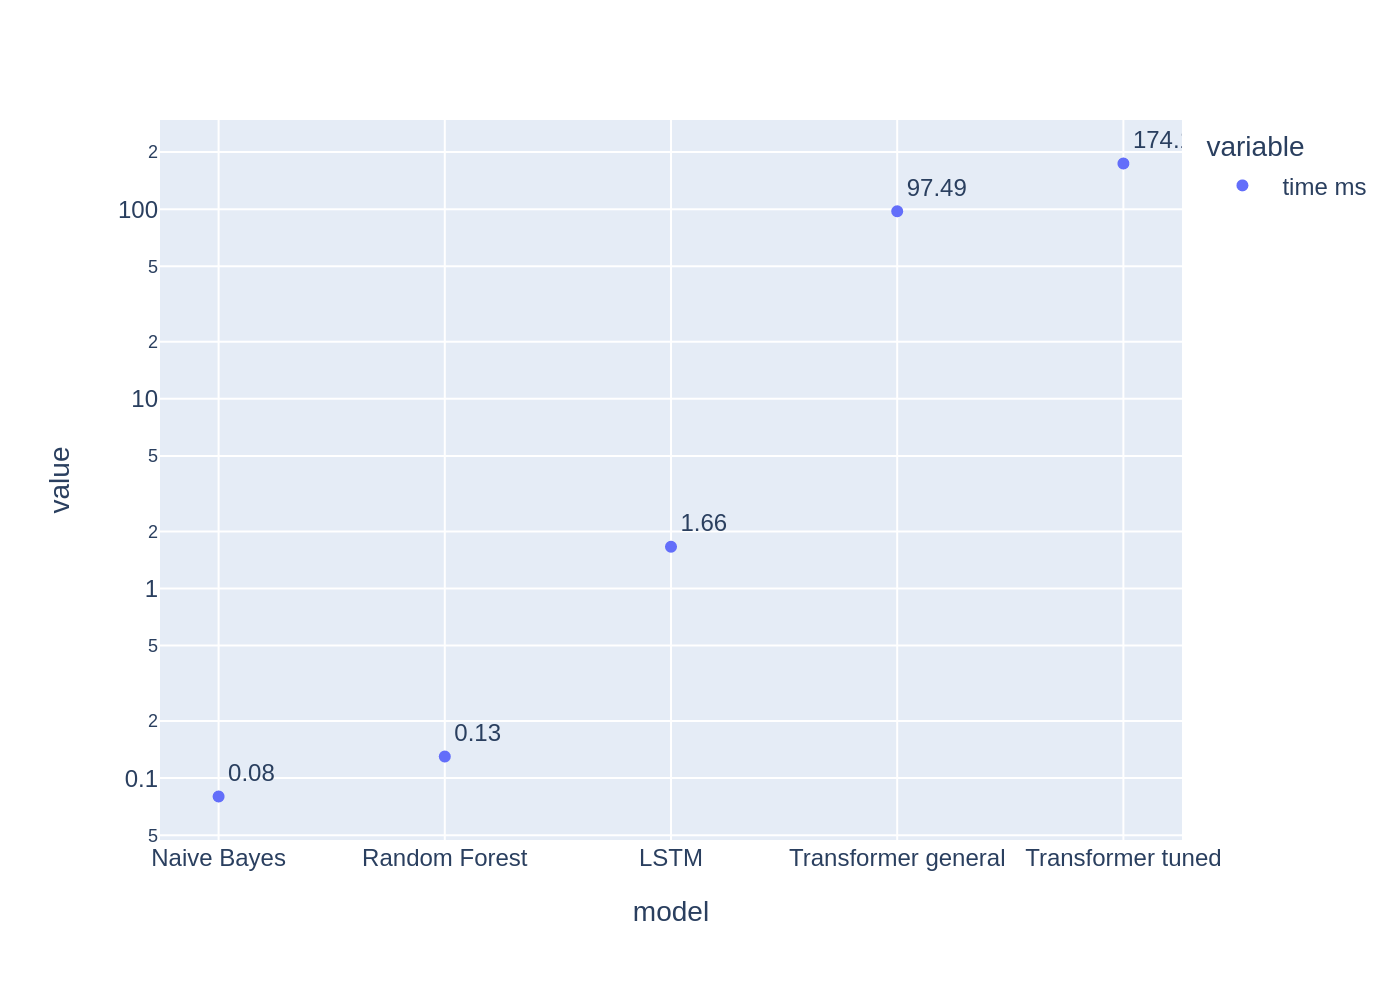 2
100
5
2
10
5
2
1
5
2
0.1
5
value
0.08
0.13
1.66
97.49
174.
Naive Bayes
Random Forest
LSTM
Transformer general
Transformer tuned
model
variable
time ms